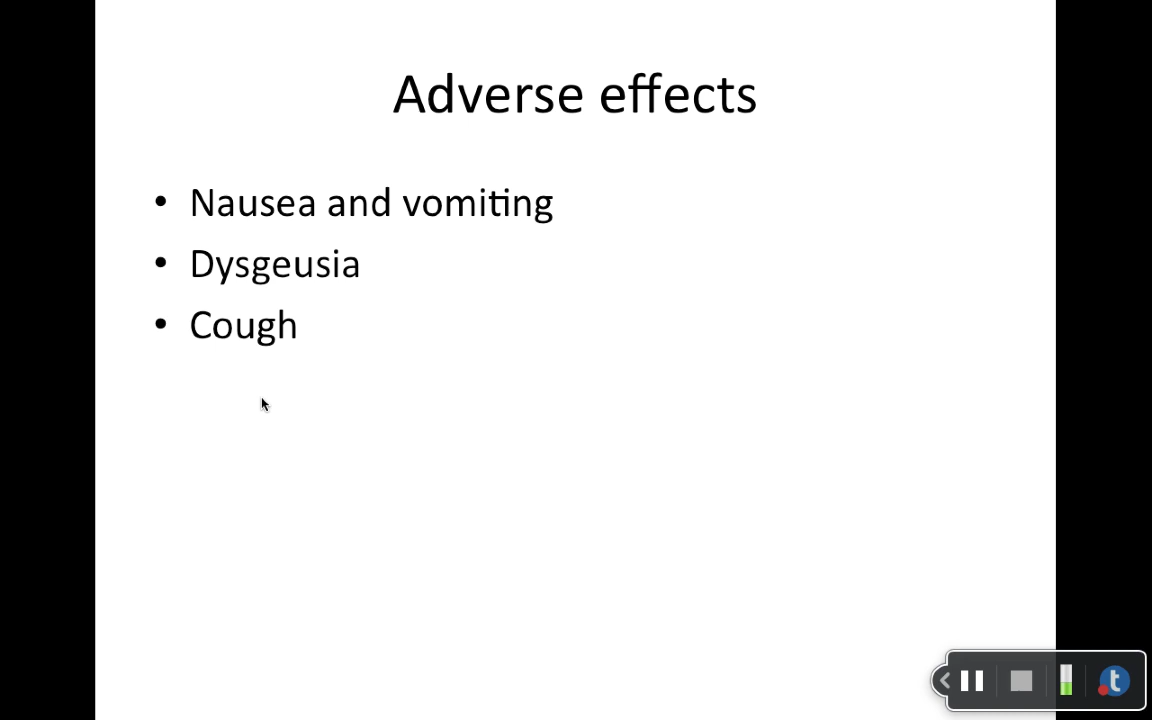 Adverse effects
• Nausea and vomiting
• Dysgeusia
• Cough
t